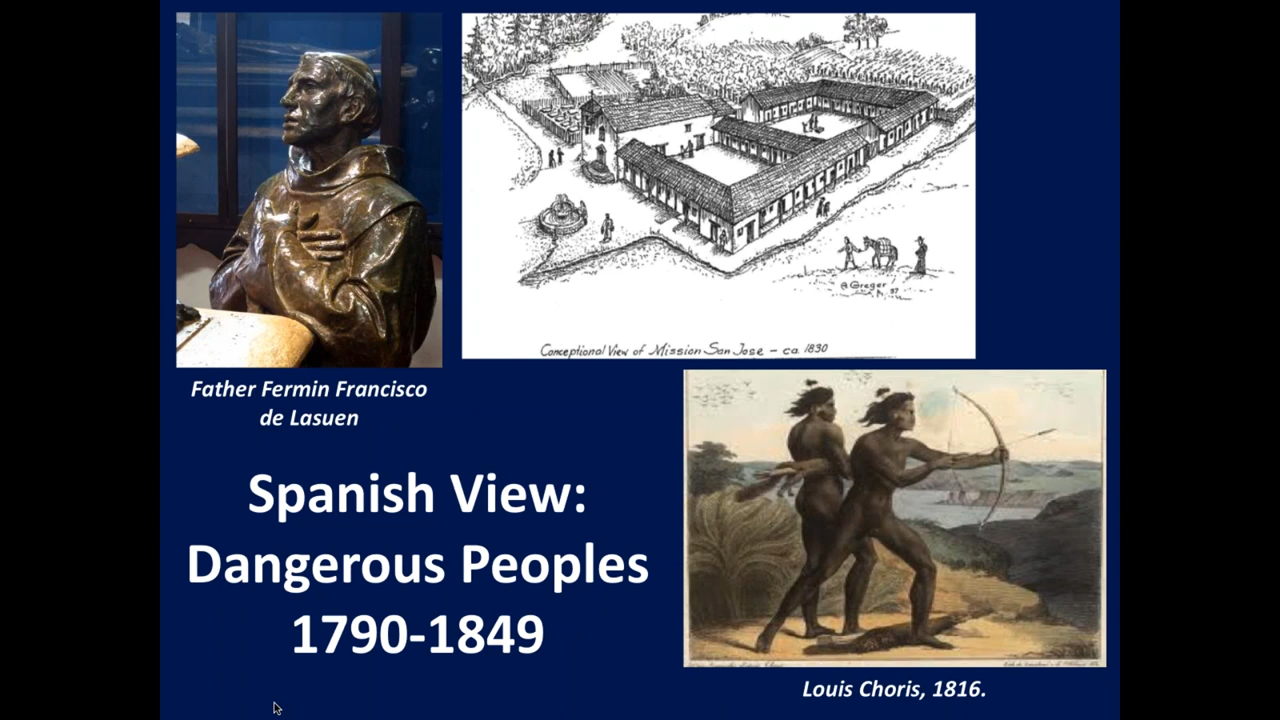 Father Fermin Francisco
de Lasuen
Conceptional View of Mission San Jose - ca. 1830
Spanish View:
Dangerous Peoples
1790-1849
Louis Choris, 1816.